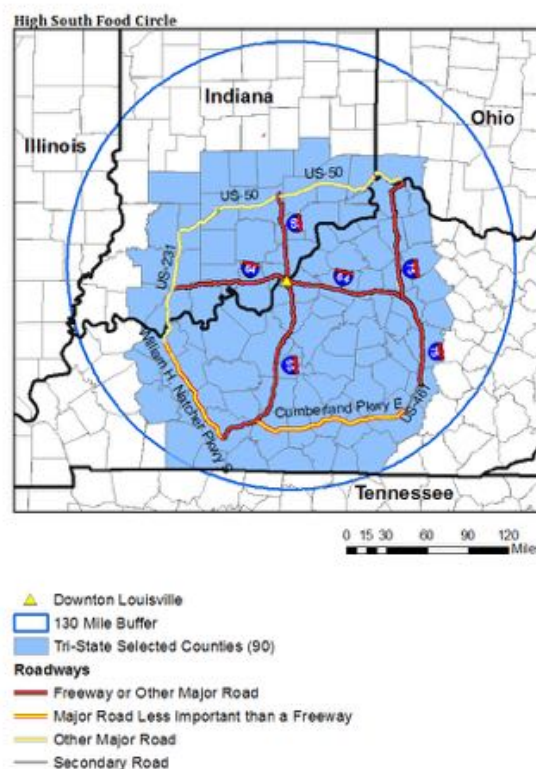 High South Food Circle
Indiana
Ohio
Illinois
US-50
US-50
US-231
William H. Natcher Pkwy S
Cumberland Pkwy E
US-461
Tennessee
0 15 30 60 90 120
Miles
Downton Louisville
130 Mile Buffer
Tri-State Selected Counties (90)
Roadways
Freeway or Other Major Road
Major Road Less Important than a Freeway
Other Major Road
Secondary Road